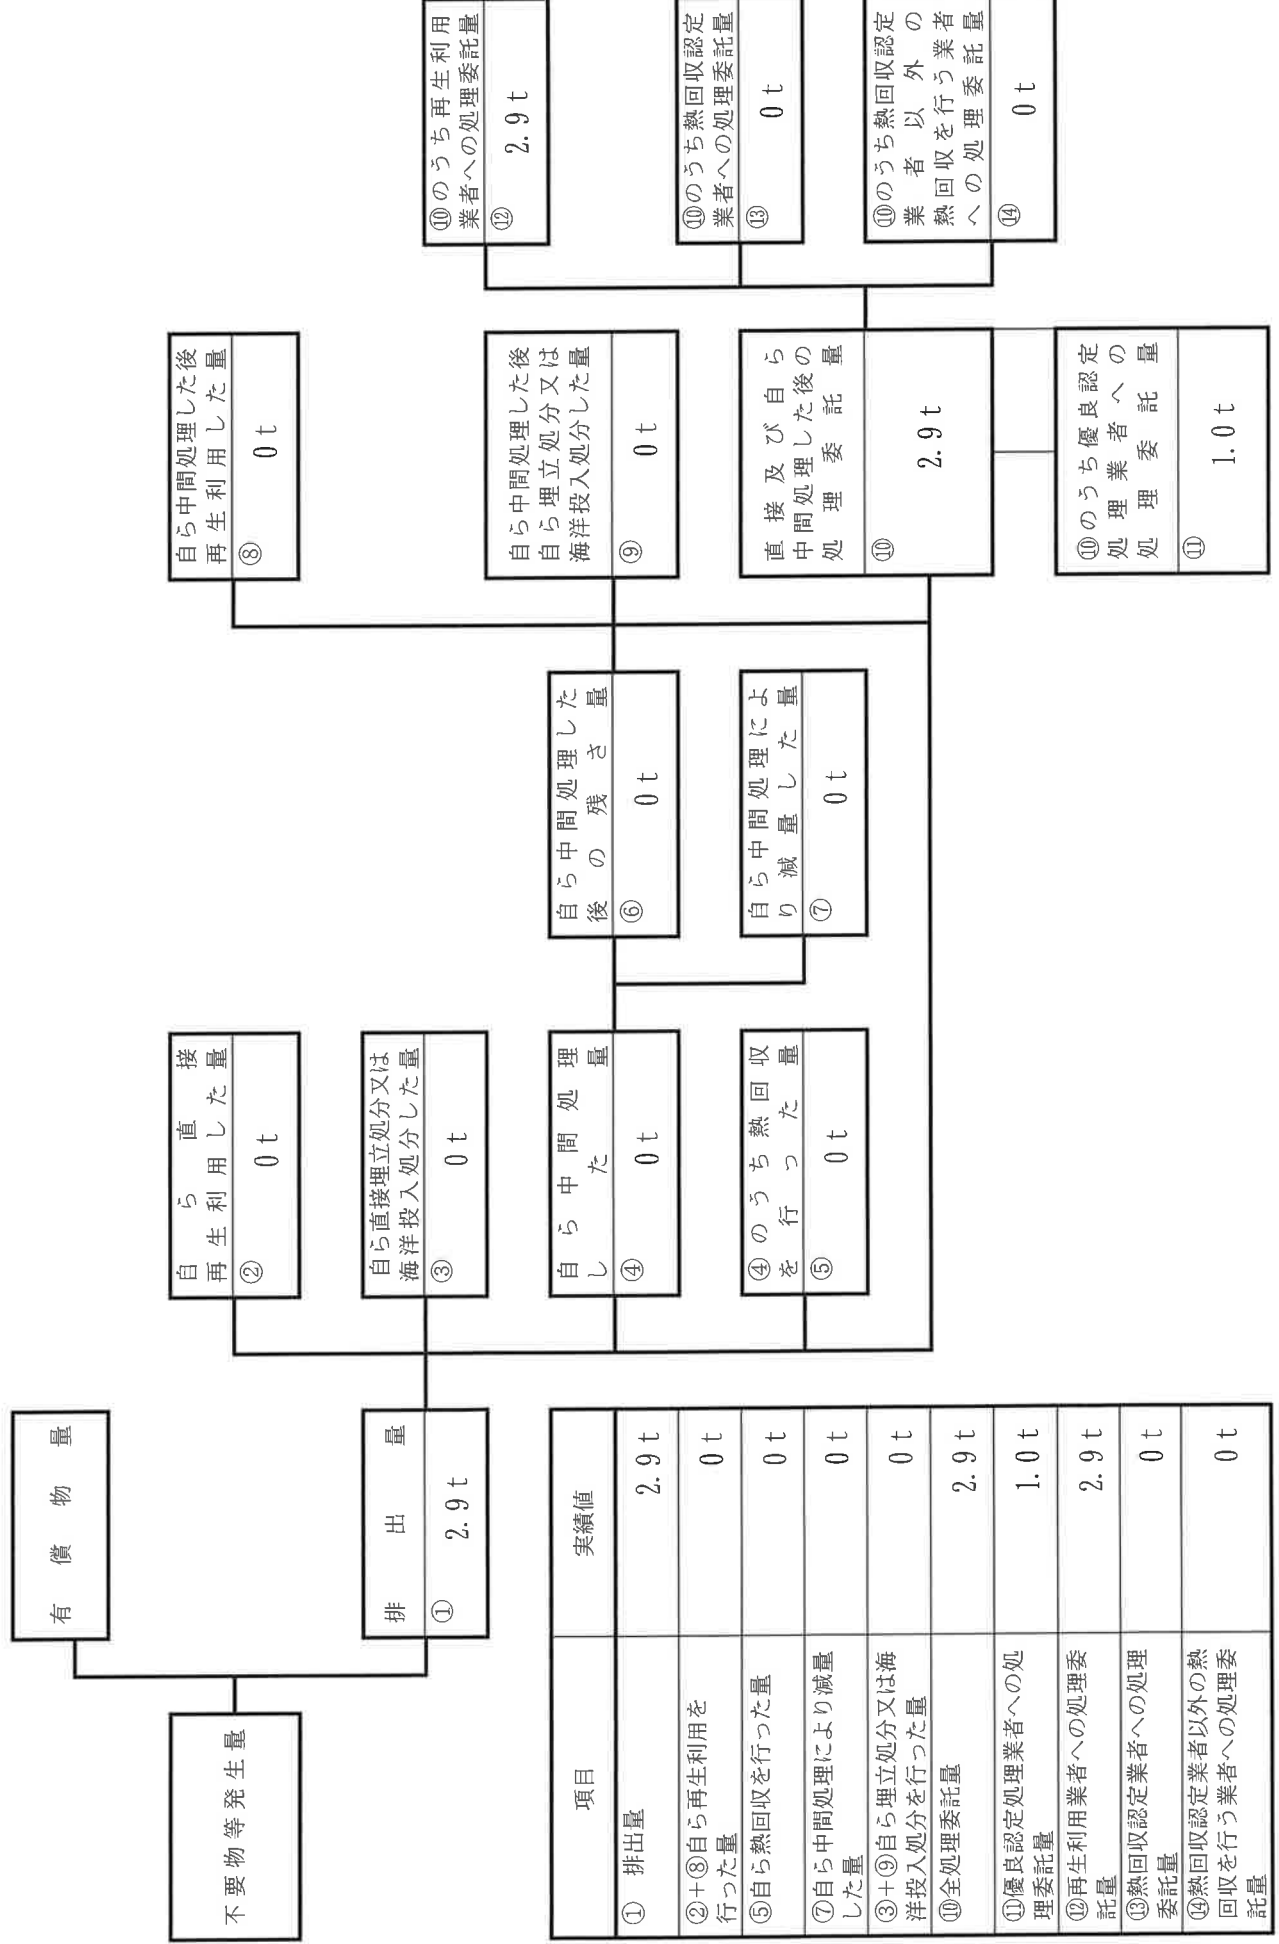 不要物等発生量
有償物量
排出量
① 2.9t
自ら直接
再生利用した量
② 0t
自ら直接埋立処分又は
海洋投入処分した量
③ 0t
自ら中間処理
した量
④ 0t
④のうち熱回収
を行った量
⑤ 0t
自ら中間処理した
後の残さ量
⑥ 0t
自ら中間処理によ
り減量した量
⑦ 0t
自ら中間処理した後
再生利用した量
⑧ 0t
自ら中間処理した後
自ら埋立処分又は
海洋投入処分した量
⑨ 0t
直接及び自ら
中間処理した後の
処理委託量
⑩ 2.9t
⑩のうち優良認定
処理業者への
処理委託量
⑪ 1.0t
⑩のうち再生利用
業者への処理委託量
⑫ 2.9t
⑩のうち熱回収認定
業者への処理委託量
⑬ 0t
⑩のうち熱回収認定
業者以外の
熱回収を行う業者
への処理委託量
⑭ 0t
項目 実績値
① 排出量 2.9t
②+⑧自ら再生利用を
行った量 0t
⑤自ら熱回収を行った量 0t
⑦自ら中間処理により減量
した量 0t
③+⑨自ら埋立処分又は海
洋投入処分を行った量 0t
⑩全処理委託量 2.9t
⑪優良認定処理業者への処
理委託量 1.0t
⑫再生利用業者への処理委
託量 2.9t
⑬熱回収認定業者への処理
委託量 0t
⑭熱回収認定業者以外の熱
回収を行う業者への処理委
託量 0t